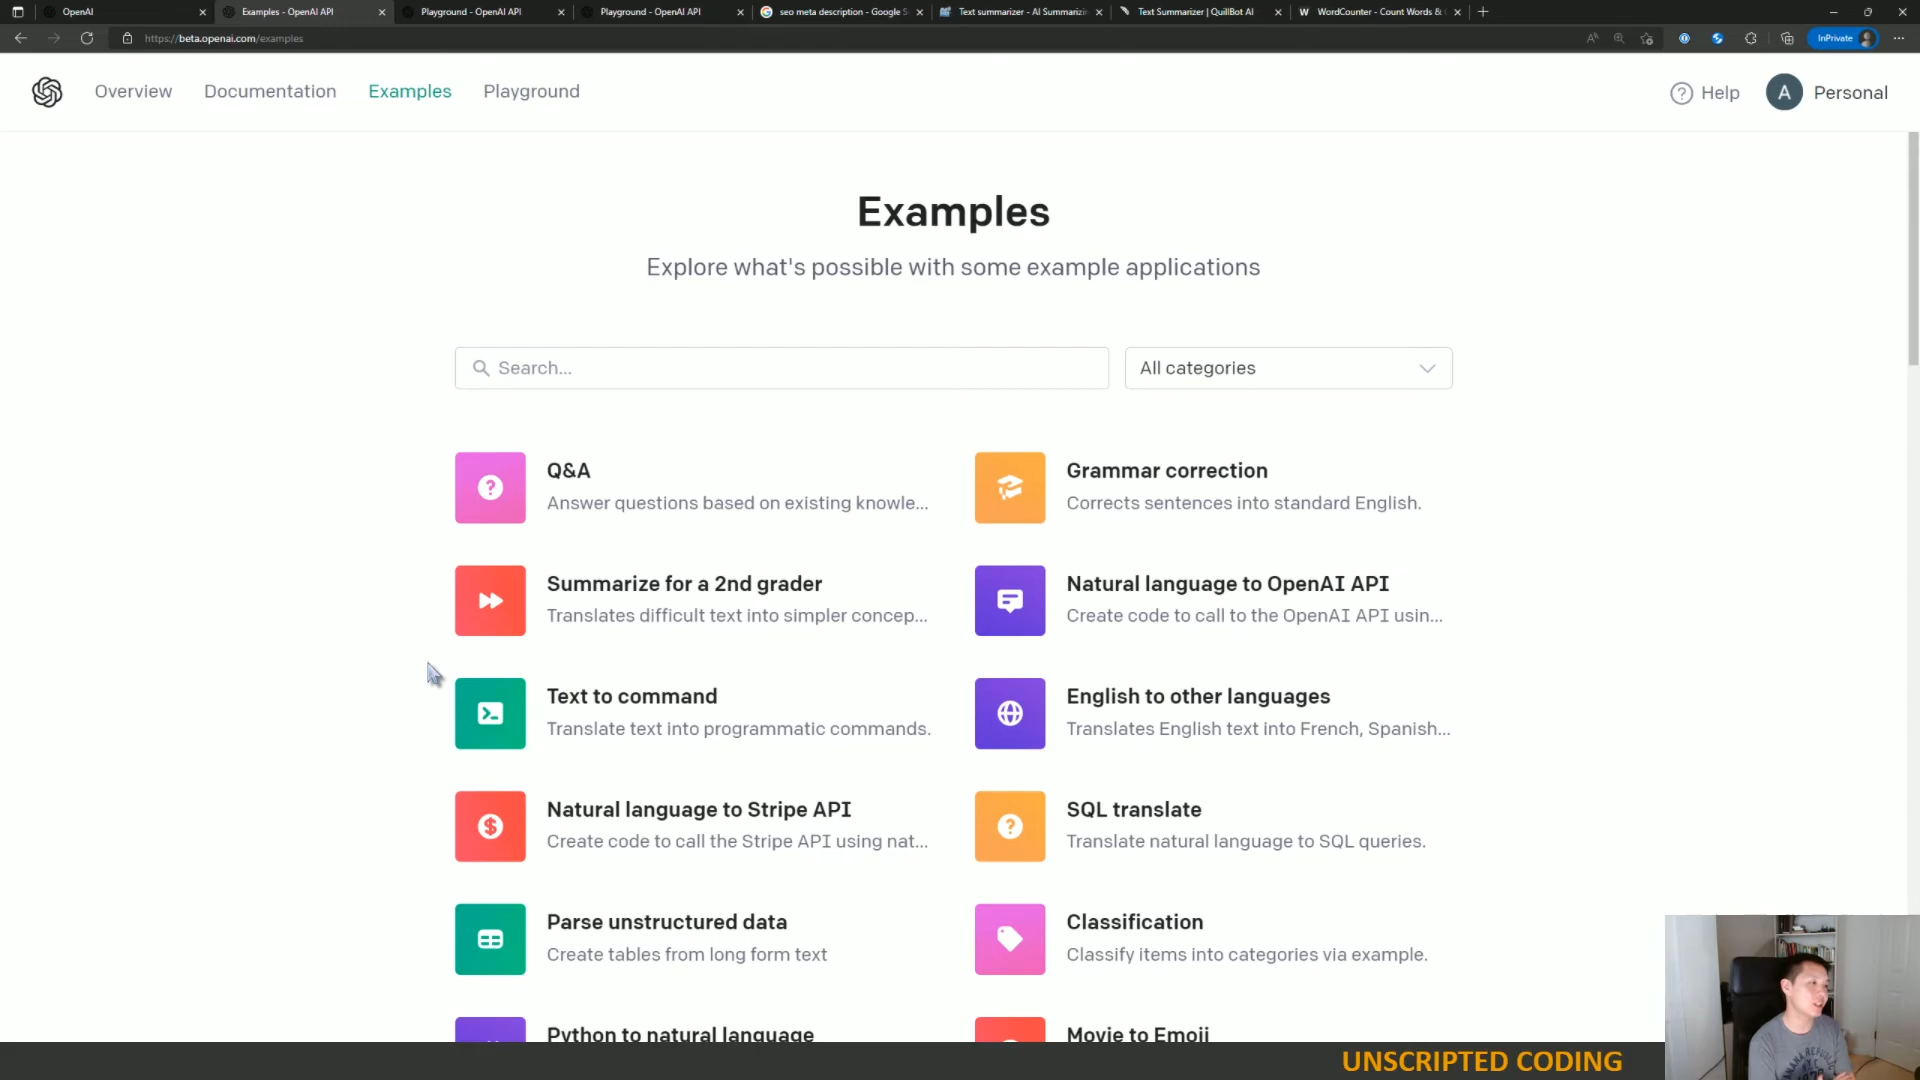 OpenAI
Examples - OpenAI API
Playground - OpenAI API
Playground - OpenAI API
seo meta description - Google S
Text summarizer - AI Summarizin
Text Summarizer | QuillBot AI
W WordCounter - Count Words &
https://beta.openai.com/examples
InPrivate
Overview
Documentation
Examples
Playground
? Help
A Personal
Examples
Explore what's possible with some example applications
Search...
All categories
? Q&A
Answer questions based on existing knowle...
Grammar correction
Corrects sentences into standard English.
Summarize for a 2nd grader
Translates difficult text into simpler concep...
Natural language to OpenAI API
Create code to call to the OpenAI API usin...
Text to command
Translate text into programmatic commands.
English to other languages
Translates English text into French, Spanish...
$ Natural language to Stripe API
Create code to call the Stripe API using nat...
? SQL translate
Translate natural language to SQL queries.
Parse unstructured data
Create tables from long form text
Classification
Classify items into categories via example.
Python to natural language
Movie to Emoji
UNSCRIPTED CODING